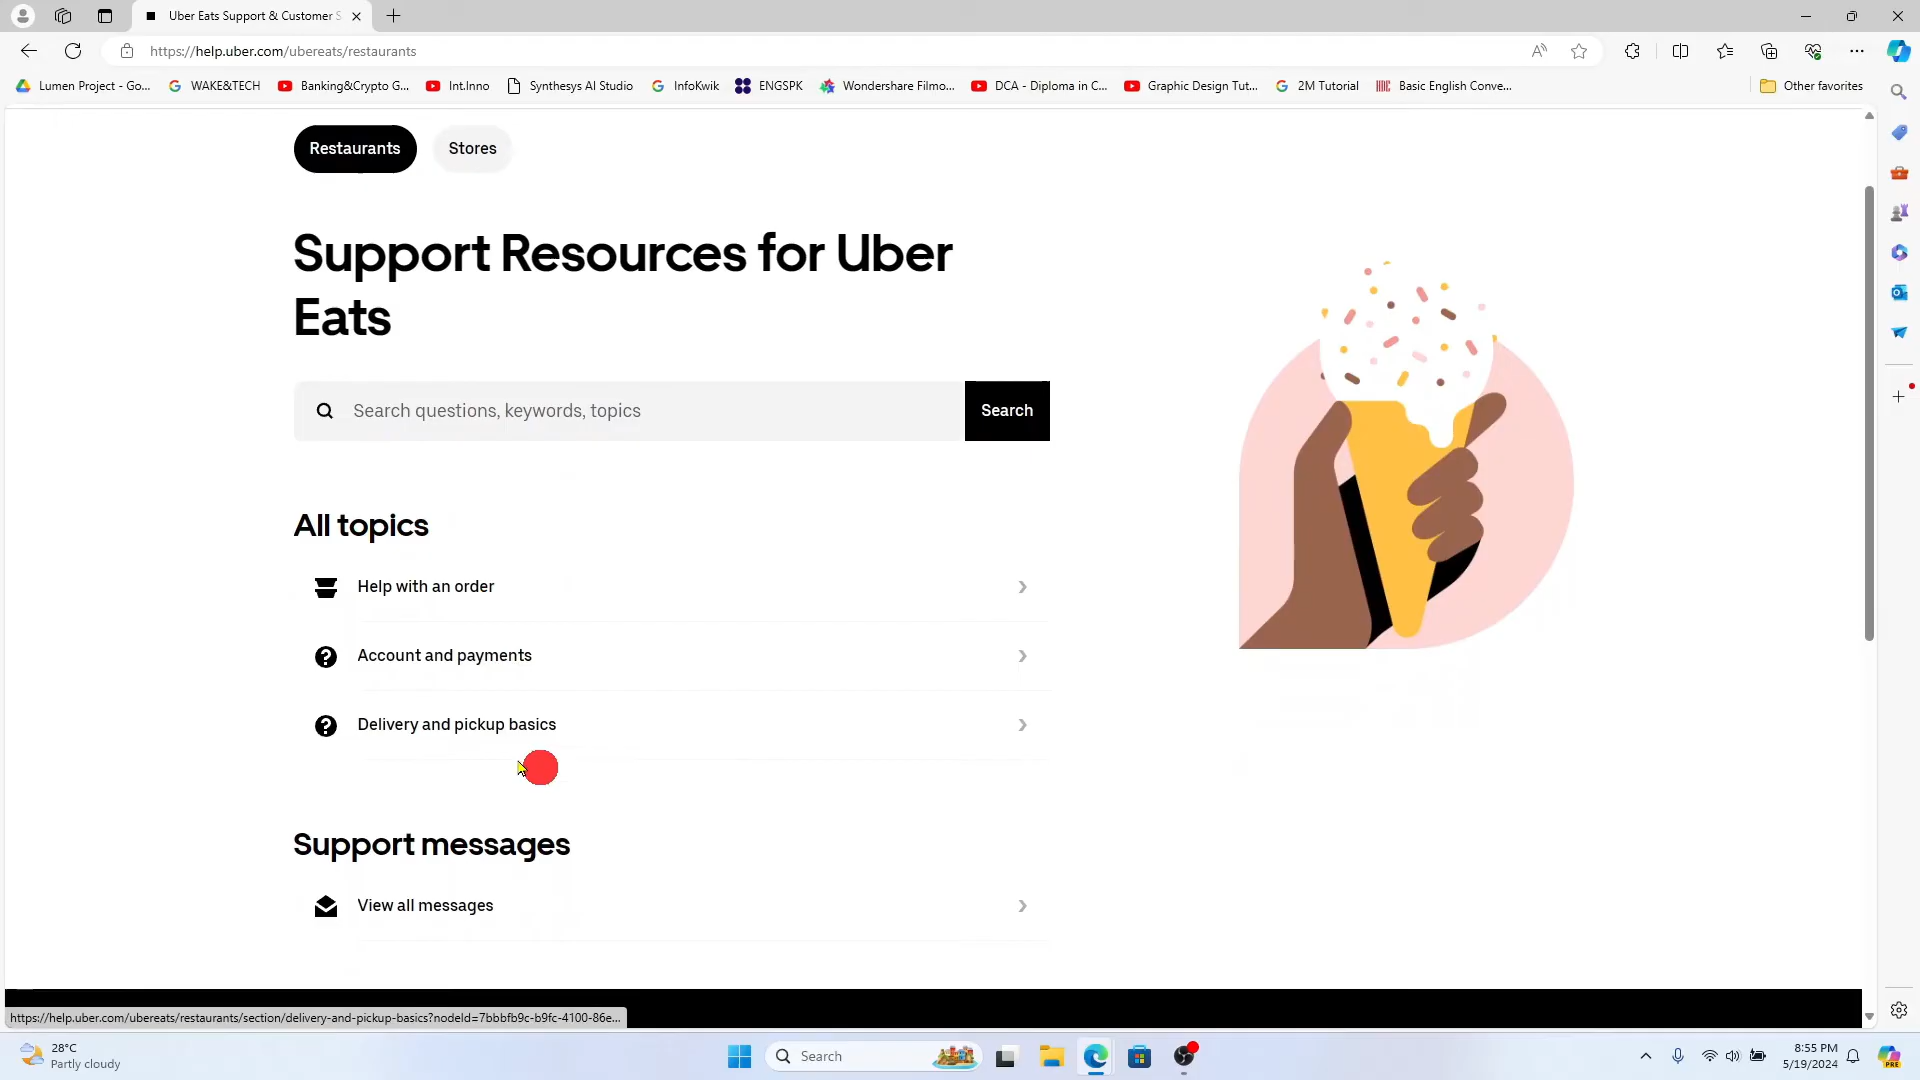 Uber Eats Support & Customer S
https://help.uber.com/ubereats/restaurants
Lumen Project - Go...
WAKE&TECH
Banking&Crypto G...
Int.Inno
Synthesys AI Studio
InfoKwik
ENGSPK
Wondershare Filmo...
DCA - Diploma in C...
Graphic Design Tut...
2M Tutorial
Basic English Conve...
Other favorites
Restaurants
Stores
Support Resources for Uber
Eats
Search questions, keywords, topics
Search
All topics
Help with an order
Account and payments
Delivery and pickup basics
Support messages
View all messages
https://help.uber.com/ubereats/restaurants/section/delivery-and-pickup-basics?nodeId=7bbbfb9c-b9fc-4100-86e...
28°C
Partly cloudy
Search
8:55 PM
5/19/2024
PRE